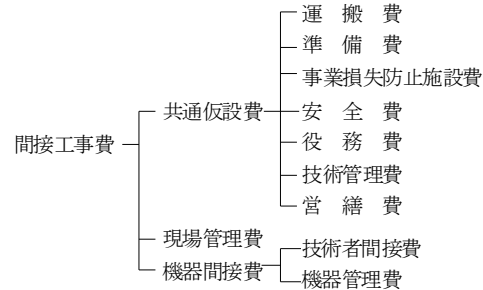 運搬費
準備費
事業損失防止施設費
共通仮設費
安全費
役務費
間接工事費
技術管理費
営繕費
現場管理費
技術者間接費
機器間接費
機器管理費